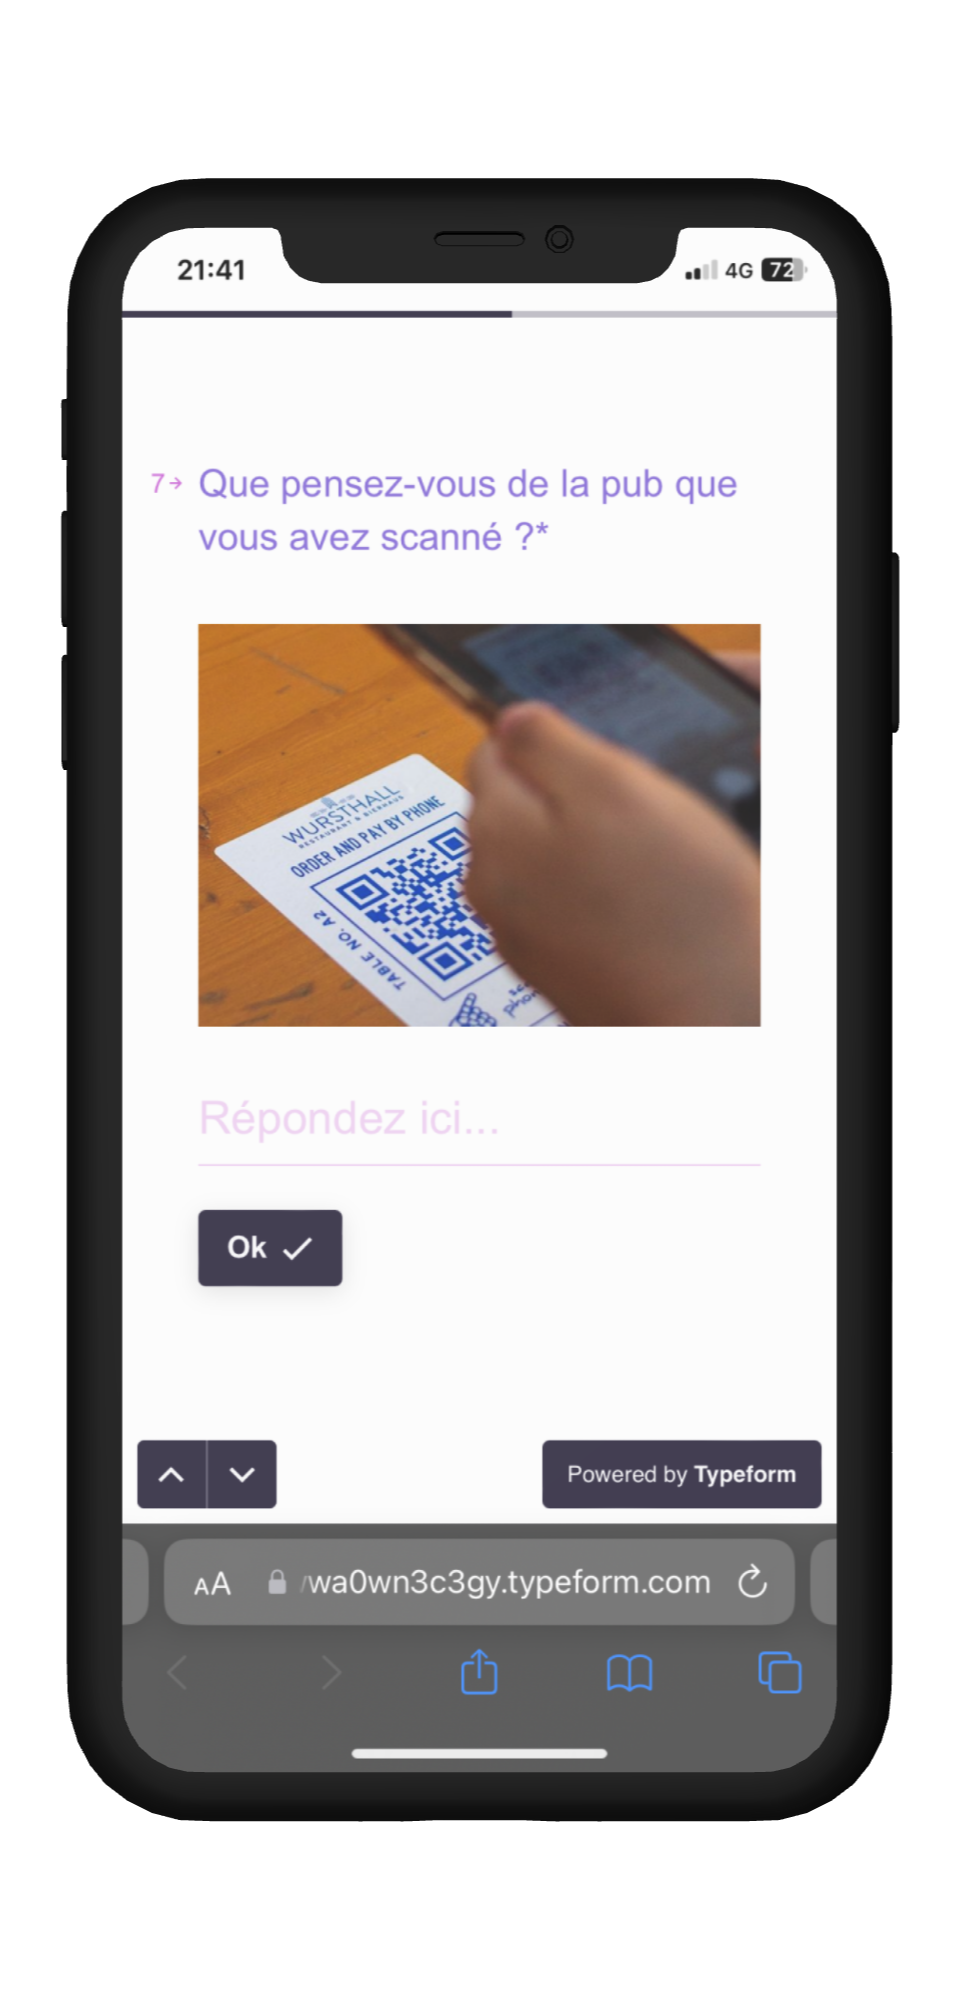 21:41
4G 72
7→ Que pensez-vous de la pub que
vous avez scanné ?*
WURSTHALL
RESTAURANT & BIERHAUS
ORDER AND PAY BY PHONE
TABLE NO. A2
Répondez ici...
Ok
Powered by Typeform
AA /wa0wn3c3gy.typeform.com